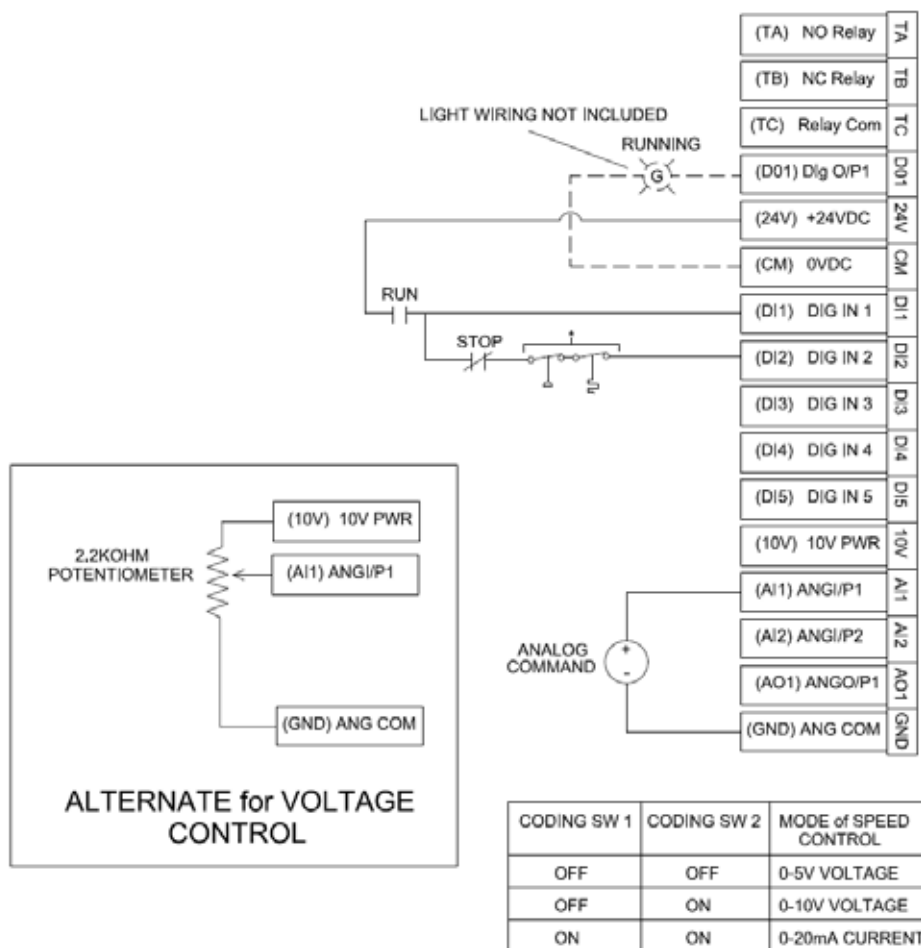 (TA) NO Relay TA
(TB) NC Relay TB
(TC) Relay Com TC
LIGHT WIRING NOT INCLUDED
RUNNING
G
(D01) DIg O/P1 D01
(24V) +24VDC 24V
(CM) 0VDC CM
RUN
(DI1) DIG IN 1 DI1
STOP
*
(DI2) DIG IN 2 DI2
(DI3) DIG IN 3 DI3
(DI4) DIG IN 4 DI4
(DI5) DIG IN 5 DI5
(10V) 10V PWR 10V
(AI1) ANGI/P1 AI1
(AI2) ANGI/P2 AI2
ANALOG
COMMAND
+
-
(AO1) ANGO/P1 AO1
(GND) ANG COM GND
(10V) 10V PWR
2.2KOHM
POTENTIOMETER
(AI1) ANGI/P1
(GND) ANG COM
ALTERNATE for VOLTAGE
CONTROL
CODING SW 1 CODING SW 2 MODE of SPEED
CONTROL
OFF OFF 0-5V VOLTAGE
OFF ON 0-10V VOLTAGE
ON ON 0-20mA CURRENT